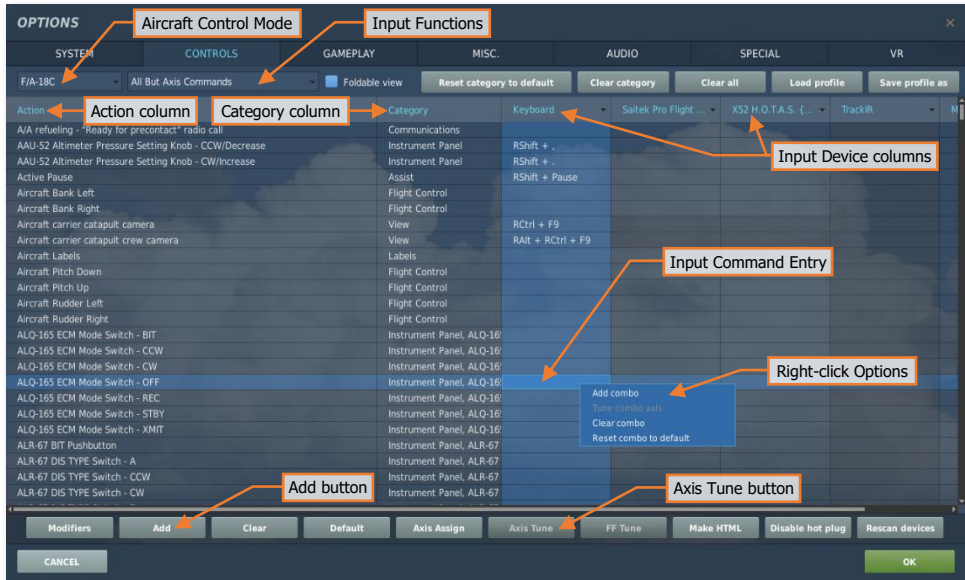 OPTIONS
Aircraft Control Mode
Input Functions
SYSTEM
CONTROLS
GAMEPLAY
MISC.
AUDIO
SPECIAL
VR
F/A-18C
All But Axis Commands
Foldable view
Reset category to default
Clear category
Clear all
Load profile
Save profile as
Action
Action column
Category column
Category
Keyboard
Saitek Pro Flight ...
X52 H.O.T.A.S. {...
TrackIR
M
Input Device columns
A/A refueling - "Ready for precontact" radio call Communications
AAU-52 Altimeter Pressure Setting Knob - CCW/Decrease Instrument Panel RShift + ,
AAU-52 Altimeter Pressure Setting Knob - CW/Increase Instrument Panel RShift + .
Active Pause Assist RShift + Pause
Aircraft Bank Left Flight Control
Aircraft Bank Right Flight Control
Aircraft carrier catapult camera View RCtrl + F9
Aircraft carrier catapult crew camera View RAlt + RCtrl + F9
Aircraft Labels Labels
Input Command Entry
Aircraft Pitch Down Flight Control
Aircraft Pitch Up Flight Control
Aircraft Rudder Left Flight Control
Aircraft Rudder Right Flight Control
ALQ-165 ECM Mode Switch - BIT Instrument Panel, ALQ-16
ALQ-165 ECM Mode Switch - CCW Instrument Panel, ALQ-16
ALQ-165 ECM Mode Switch - CW Instrument Panel, ALQ-16
Right-click Options
ALQ-165 ECM Mode Switch - OFF Instrument Panel, ALQ-16
ALQ-165 ECM Mode Switch - REC Instrument Panel, ALQ-16
ALQ-165 ECM Mode Switch - STBY Instrument Panel, ALQ-16
ALQ-165 ECM Mode Switch - XMIT Instrument Panel, ALQ-16
ALR-67 BIT Pushbutton Instrument Panel, ALR-67
ALR-67 DIS TYPE Switch - A Instrument Panel, ALR-67
ALR-67 DIS TYPE Switch - CCW Instrument Panel, ALR-67
ALR-67 DIS TYPE Switch - CW Instrument Panel, ALR-67
Add combo
Tune combo axis
Clear combo
Reset combo to default
Add button
Axis Tune button
Modifiers
Add
Clear
Default
Axis Assign
Axis Tune
FF Tune
Make HTML
Disable hot plug
Rescan devices
CANCEL
OK